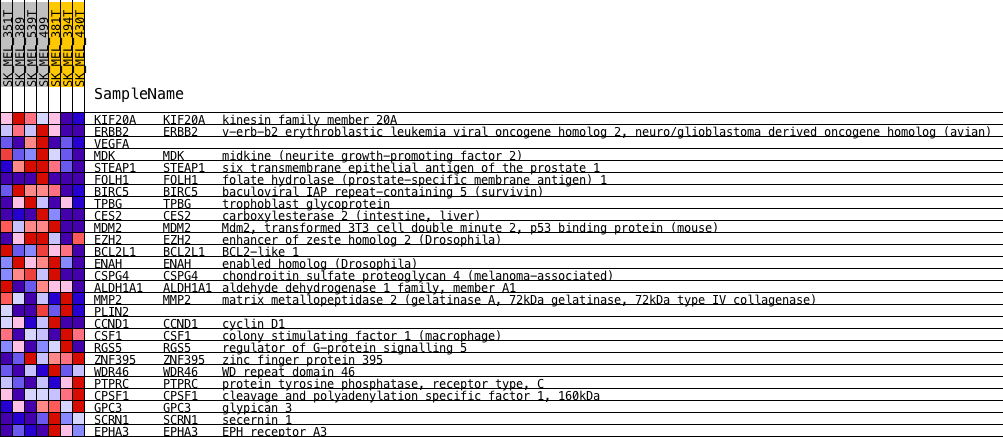 SK_MEL_351T
SK_MEL_389
SK_MEL_539T
SK_MEL_499
SK_MEL_381T
SK_MEL_394T
SK_MEL_430T
SampleName
KIF20A KIF20A kinesin family member 20A
ERBB2 ERBB2 v-erb-b2 erythroblastic leukemia viral oncogene homolog 2, neuro/glioblastoma derived oncogene homolog (avian)
VEGFA
MDK MDK midkine (neurite growth-promoting factor 2)
STEAP1 STEAP1 six transmembrane epithelial antigen of the prostate 1
FOLH1 FOLH1 folate hydrolase (prostate-specific membrane antigen) 1
BIRC5 BIRC5 baculoviral IAP repeat-containing 5 (survivin)
TPBG TPBG trophoblast glycoprotein
CES2 CES2 carboxylesterase 2 (intestine, liver)
MDM2 MDM2 Mdm2, transformed 3T3 cell double minute 2, p53 binding protein (mouse)
EZH2 EZH2 enhancer of zeste homolog 2 (Drosophila)
BCL2L1 BCL2L1 BCL2-like 1
ENAH ENAH enabled homolog (Drosophila)
CSPG4 CSPG4 chondroitin sulfate proteoglycan 4 (melanoma-associated)
ALDH1A1 ALDH1A1 aldehyde dehydrogenase 1 family, member A1
MMP2 MMP2 matrix metallopeptidase 2 (gelatinase A, 72kDa gelatinase, 72kDa type IV collagenase)
PLIN2
CCND1 CCND1 cyclin D1
CSF1 CSF1 colony stimulating factor 1 (macrophage)
RGS5 RGS5 regulator of G-protein signalling 5
ZNF395 ZNF395 zinc finger protein 395
WDR46 WDR46 WD repeat domain 46
PTPRC PTPRC protein tyrosine phosphatase, receptor type, C
CPSF1 CPSF1 cleavage and polyadenylation specific factor 1, 160kDa
GPC3 GPC3 glypican 3
SCRN1 SCRN1 secernin 1
EPHA3 EPHA3 EPH receptor A3